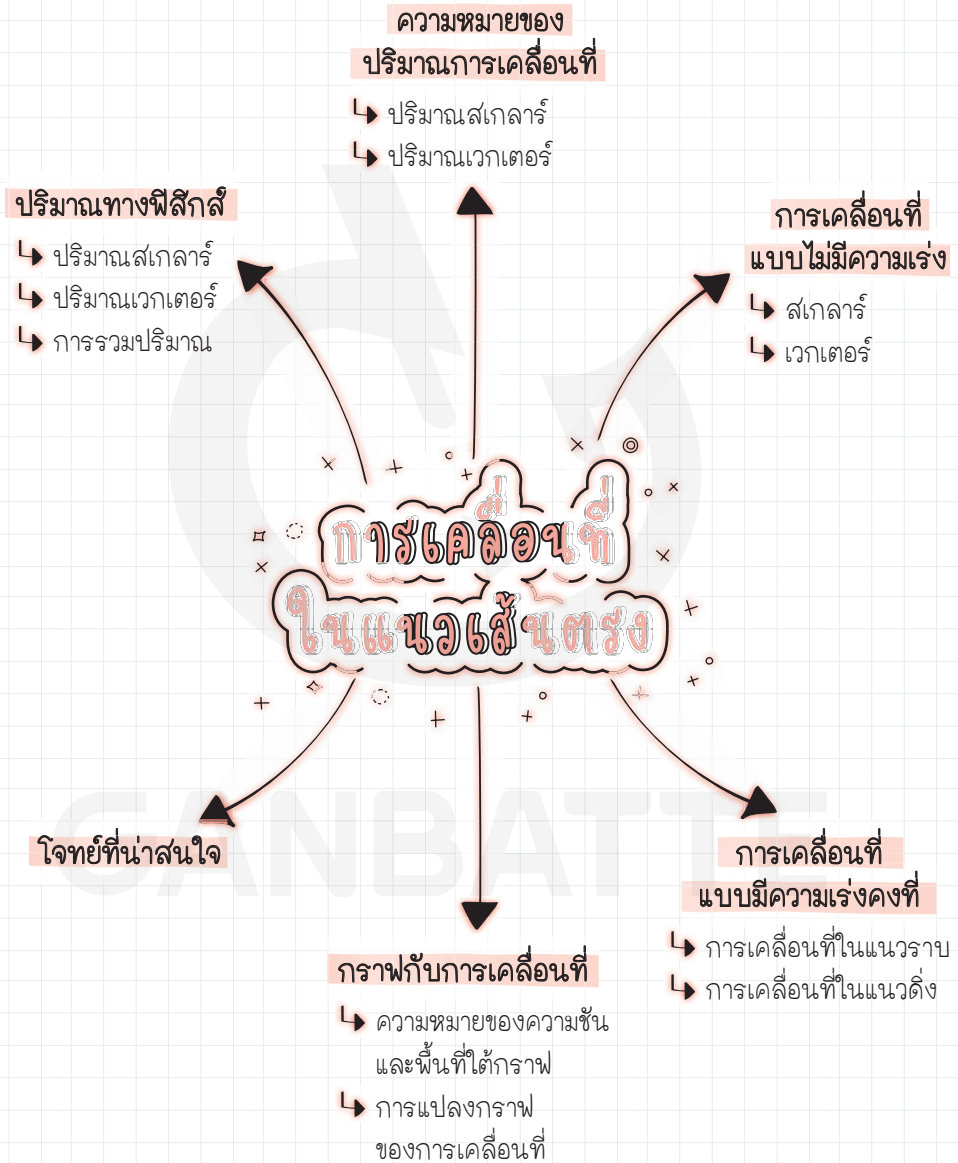 ความหมายของ
ปริมาณการเคลื่อนที่
ปริมาณสเกลาร์
ปริมาณเวกเตอร์
ปริมาณทางฟิสิกส์
ปริมาณสเกลาร์
ปริมาณเวกเตอร์
การรวมปริมาณ
การเคลื่อนที่
แบบไม่มีความเร่ง
สเกลาร์
เวกเตอร์
การเคลื่อนที่
ในแนวเส้นตรง
โจทย์ที่น่าสนใจ
กราฟกับการเคลื่อนที่
ความหมายของความชัน
และพื้นที่ใต้กราฟ
การแปลงกราฟ
ของการเคลื่อนที่
การเคลื่อนที่
แบบมีความเร่งคงที่
การเคลื่อนที่ในแนวราบ
การเคลื่อนที่ในแนวดิ่ง
GANBATTE